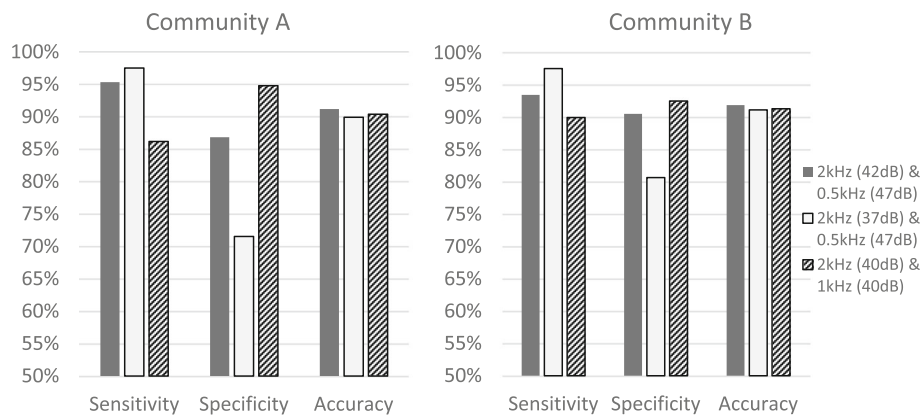 Community A
100%
95%
90%
85%
80%
75%
70%
65%
60%
55%
50%
Sensitivity Specificity Accuracy
Community B
100%
95%
90%
85%
80%
75%
70%
65%
60%
55%
50%
Sensitivity Specificity Accuracy
2kHz (42dB) &
0.5kHz (47dB)
2kHz (37dB) &
0.5kHz (47dB)
2kHz (40dB) &
1kHz (40dB)